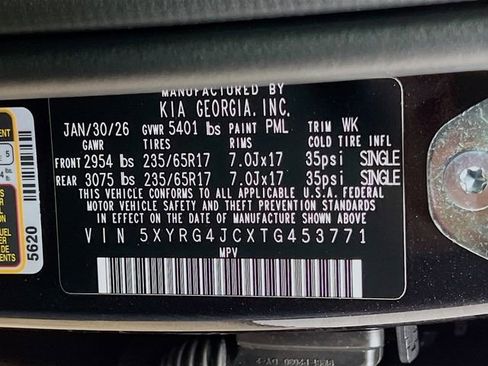 MANUFACTURED BY
KIA GEORGIA, INC.
JAN/30/26 GVWR 5401 lbs PAINT PML TRIM WK
GAWR TIRES RIMS COLD TIRE INFL
FRONT 2954 lbs 235/65R17 7.0Jx17 35psi SINGLE
REAR 3075 lbs 235/65R17 7.0Jx17 35psi SINGLE
THIS VEHICLE CONFORMS TO ALL APPLICABLE U.S.A. FEDERAL
MOTOR VEHICLE SAFETY AND THEFT PREVENTION STANDARDS
IN EFFECT ON THE DATE OF MANUFACTURE SHOWN ABOVE.
VIN 5XYRG4JCXTG453771
MPV
5620